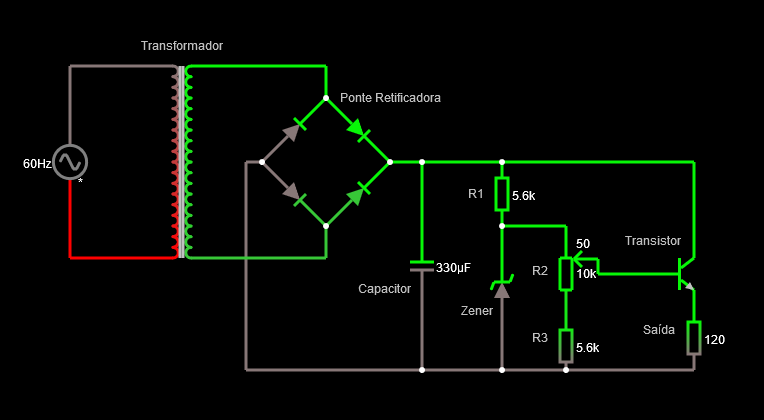 Transformador
Ponte Retificadora
60Hz
*
R1
5.6k
50
Transistor
R2
10k
330µF
Capacitor
Zener
Saída
R3
5.6k
120